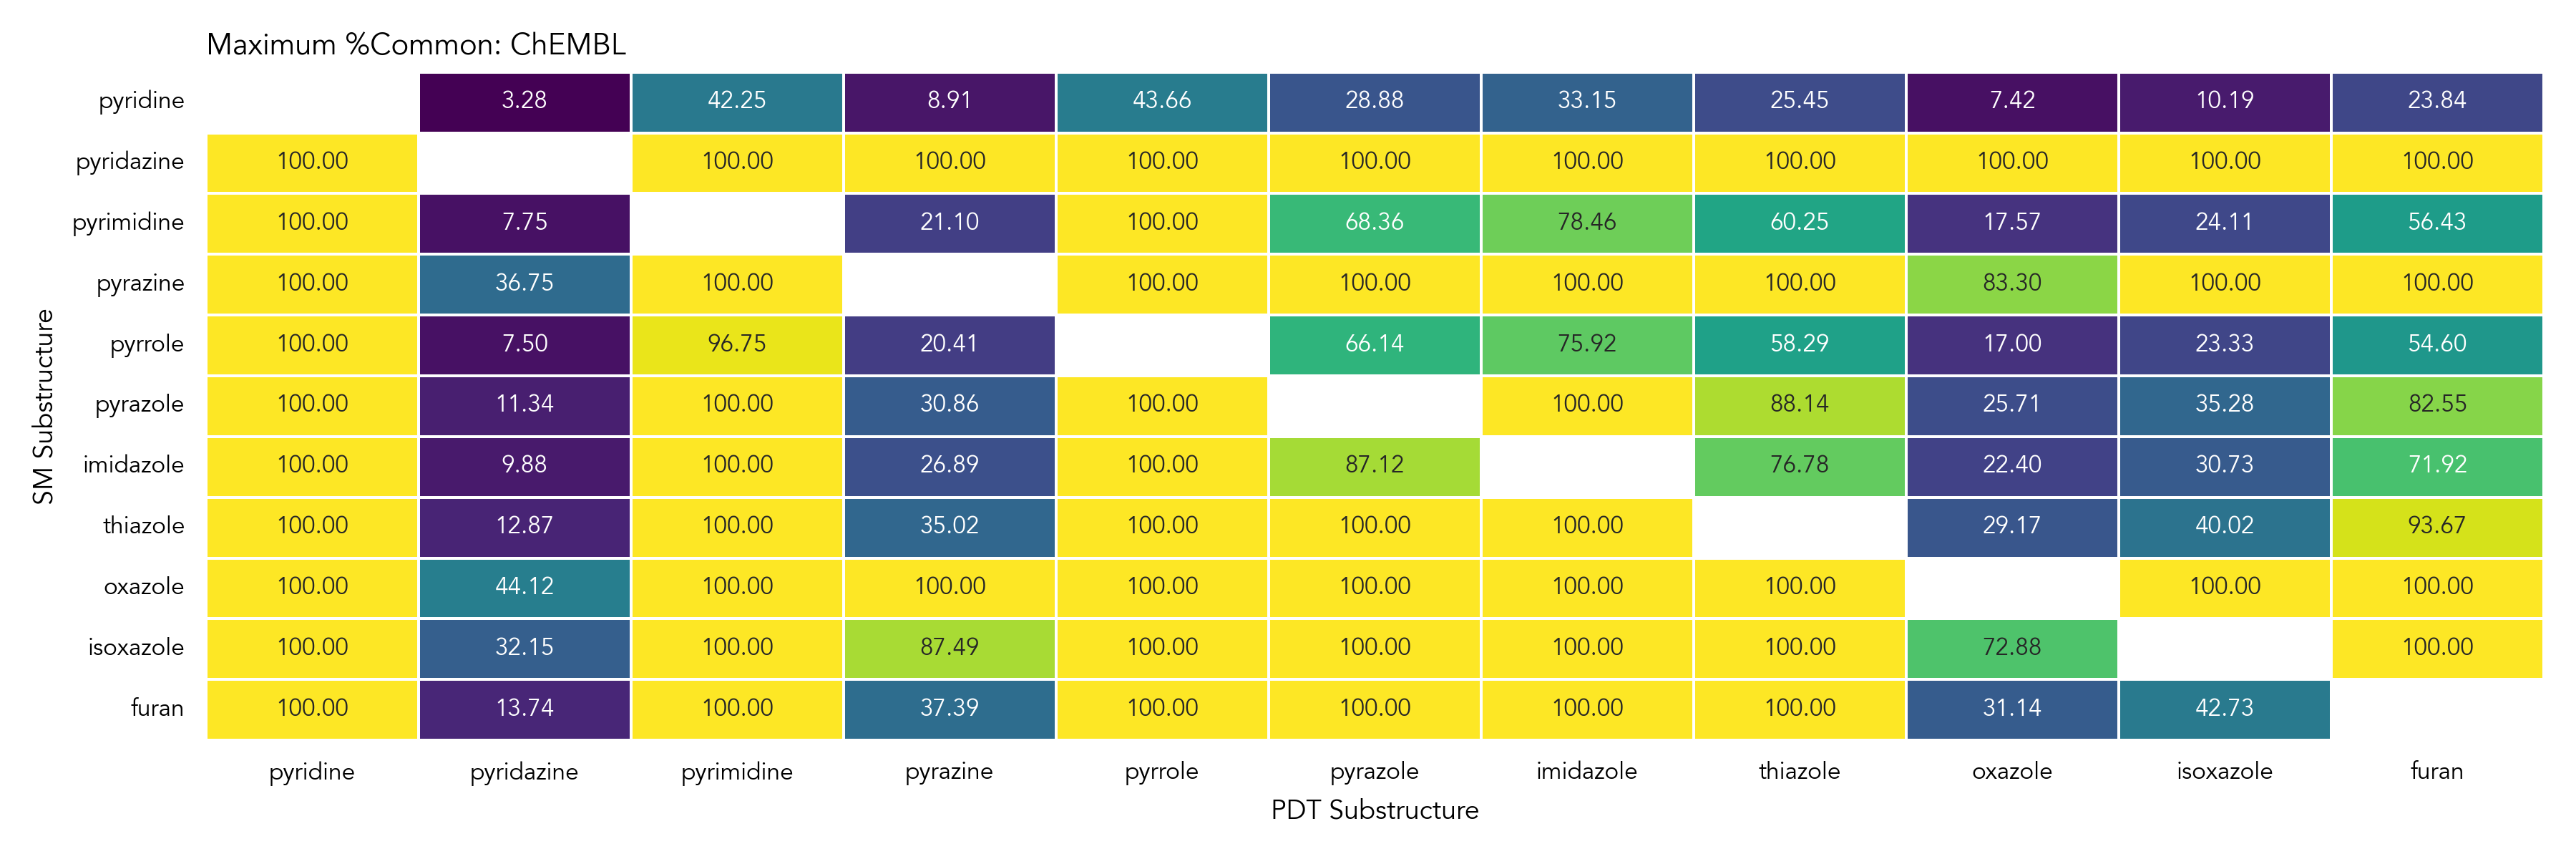 Maximum %Common: ChEMBL
pyridine 3.28 42.25 8.91 43.66 28.88 33.15 25.45 7.42 10.19 23.84
pyridazine 100.00 100.00 100.00 100.00 100.00 100.00 100.00 100.00 100.00 100.00
pyrimidine 100.00 7.75 21.10 100.00 68.36 78.46 60.25 17.57 24.11 56.43
pyrazine 100.00 36.75 100.00 100.00 100.00 100.00 100.00 83.30 100.00 100.00
pyrrole 100.00 7.50 96.75 20.41 66.14 75.92 58.29 17.00 23.33 54.60
pyrazole 100.00 11.34 100.00 30.86 100.00 100.00 88.14 25.71 35.28 82.55
imidazole 100.00 9.88 100.00 26.89 100.00 87.12 76.78 22.40 30.73 71.92
thiazole 100.00 12.87 100.00 35.02 100.00 100.00 100.00 29.17 40.02 93.67
oxazole 100.00 44.12 100.00 100.00 100.00 100.00 100.00 100.00 100.00 100.00
isoxazole 100.00 32.15 100.00 87.49 100.00 100.00 100.00 100.00 72.88 100.00
furan 100.00 13.74 100.00 37.39 100.00 100.00 100.00 100.00 31.14 42.73
SM Substructure
pyridine pyridazine pyrimidine pyrazine pyrrole pyrazole imidazole thiazole oxazole isoxazole furan
PDT Substructure